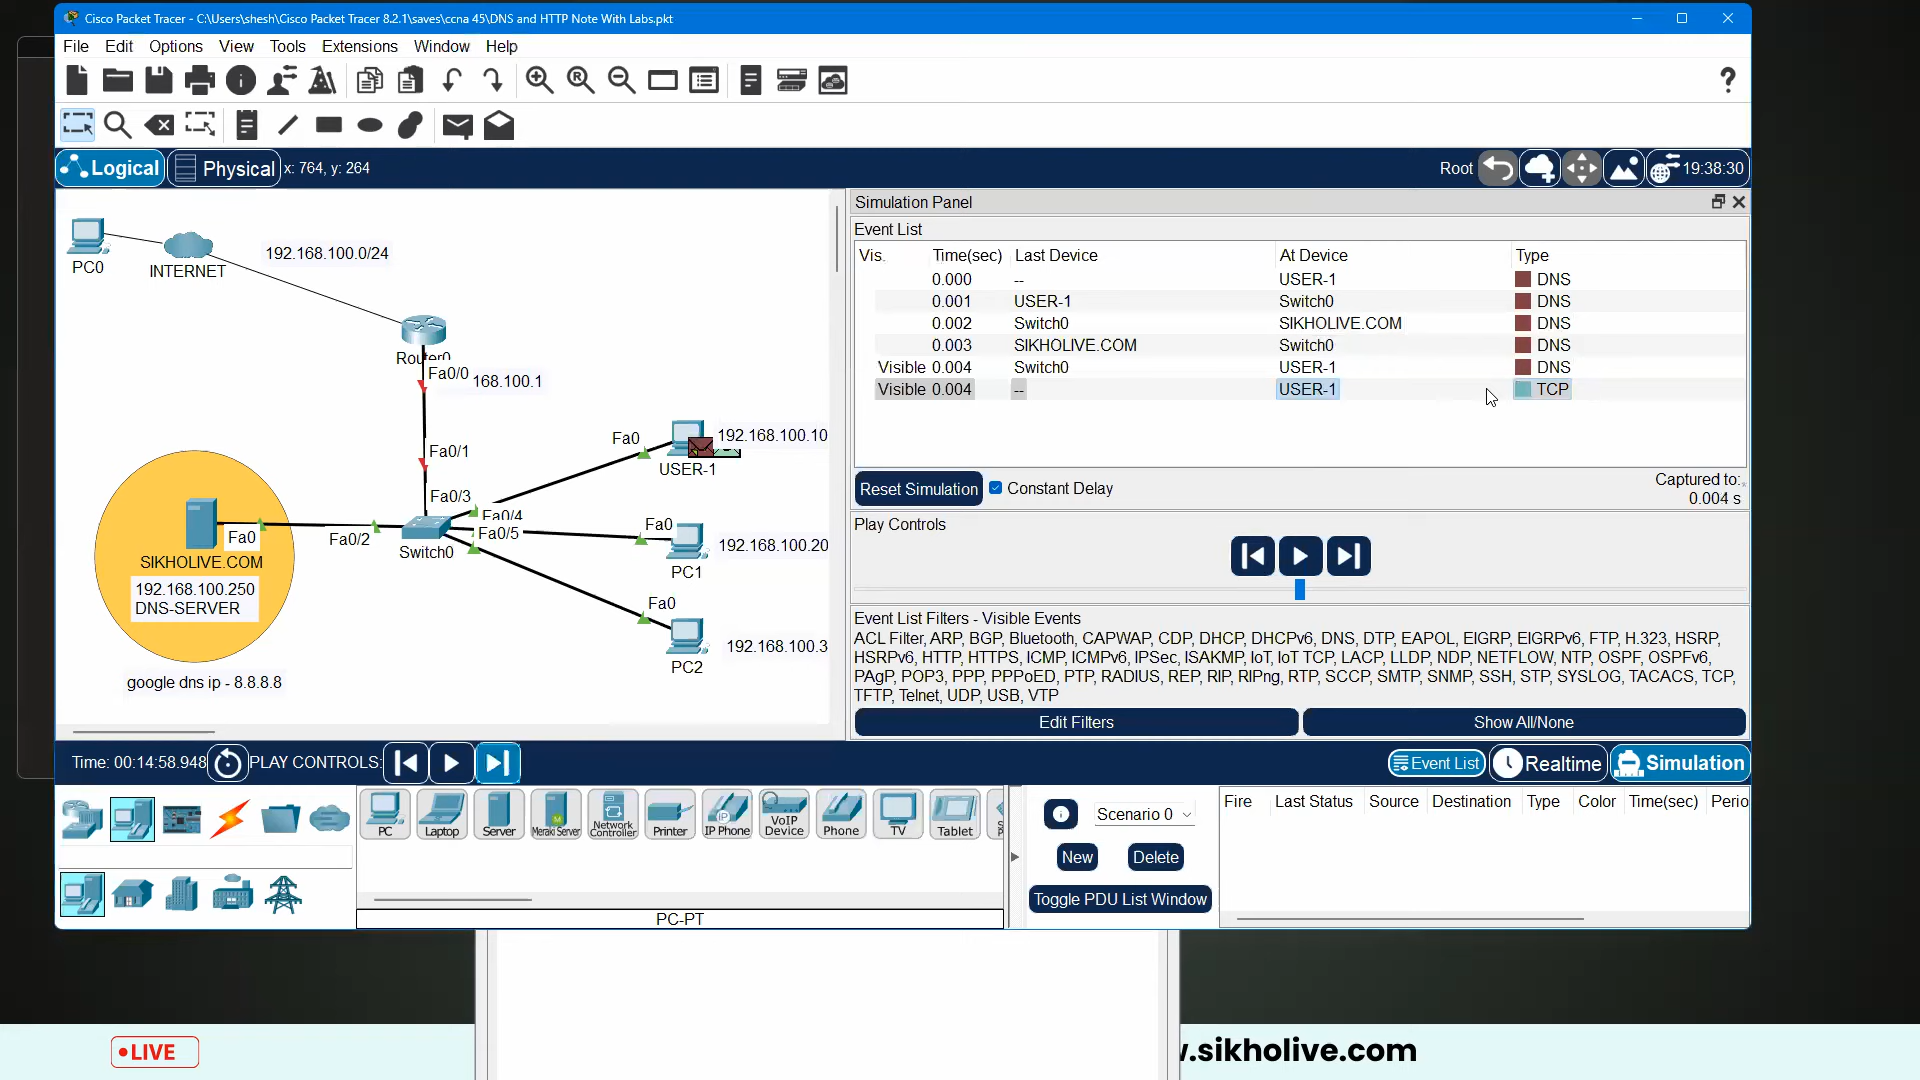 Cisco Packet Tracer - C:\Users\shesh\Cisco Packet Tracer 8.2.1\saves\ccna 45\DNS and HTTP Note With Labs.pkt
File Edit Options View Tools Extensions Window Help
Logical Physical x: 764, y: 264 Root 19:38:30
PC0
INTERNET
192.168.100.0/24
Router0
Fa0/0
168.100.1
Fa0/1
Fa0/3
Fa0/4
Fa0/5
Fa0/2
Switch0
Fa0
SIKHOLIVE.COM
192.168.100.250
DNS-SERVER
google dns ip - 8.8.8.8
Fa0
192.168.100.10
USER-1
Fa0
192.168.100.20
PC1
Fa0
192.168.100.3
PC2
Simulation Panel
Event List
Vis. Time(sec) Last Device At Device Type
0.000 -- USER-1 DNS
0.001 USER-1 Switch0 DNS
0.002 Switch0 SIKHOLIVE.COM DNS
0.003 SIKHOLIVE.COM Switch0 DNS
Visible 0.004 Switch0 USER-1 DNS
Visible 0.004 -- USER-1 TCP
Reset Simulation Constant Delay Captured to:
0.004 s
Play Controls
Event List Filters - Visible Events
ACL Filter, ARP, BGP, Bluetooth, CAPWAP, CDP, DHCP, DHCPv6, DNS, DTP, EAPOL, EIGRP, EIGRPv6, FTP, H.323, HSRP,
HSRPv6, HTTP, HTTPS, ICMP, ICMPv6, IPSec, ISAKMP, IoT, IoT TCP, LACP, LLDP, NDP, NETFLOW, NTP, OSPF, OSPFv6,
PAgP, POP3, PPP, PPPoED, PTP, RADIUS, REP, RIP, RIPng, RTP, SCCP, SMTP, SNMP, SSH, STP, SYSLOG, TACACS, TCP,
TFTP, Telnet, UDP, USB, VTP
Edit Filters Show All/None
Time: 00:14:58.948 PLAY CONTROLS: Event List Realtime Simulation
PC Laptop Server Meraki Server Network Controller Printer IP Phone VoIP Device Phone TV Tablet
PC-PT
Scenario 0
New Delete
Toggle PDU List Window
Fire Last Status Source Destination Type Color Time(sec) Perio
LIVE
.sikholive.com